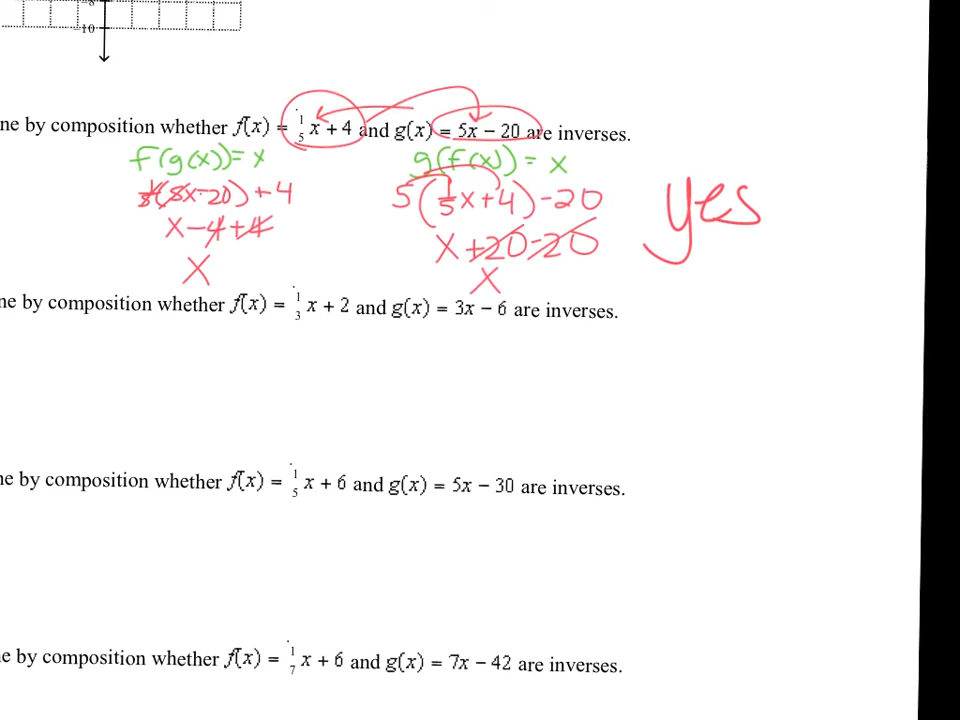 -10
ne by composition whether f(x) = 1/5 x + 4 and g(x) = 5x − 20 are inverses.
f(g(x)) = x g(f(x)) = x
1/5(5x-20) + 4 5(1/5x+4)-20 yes
x-4+4 x+20-20
x x
ne by composition whether f(x) = 1/3 x + 2 and g(x) = 3x − 6 are inverses.
ne by composition whether f(x) = 1/5 x + 6 and g(x) = 5x − 30 are inverses.
e by composition whether f(x) = 1/7 x + 6 and g(x) = 7x − 42 are inverses.